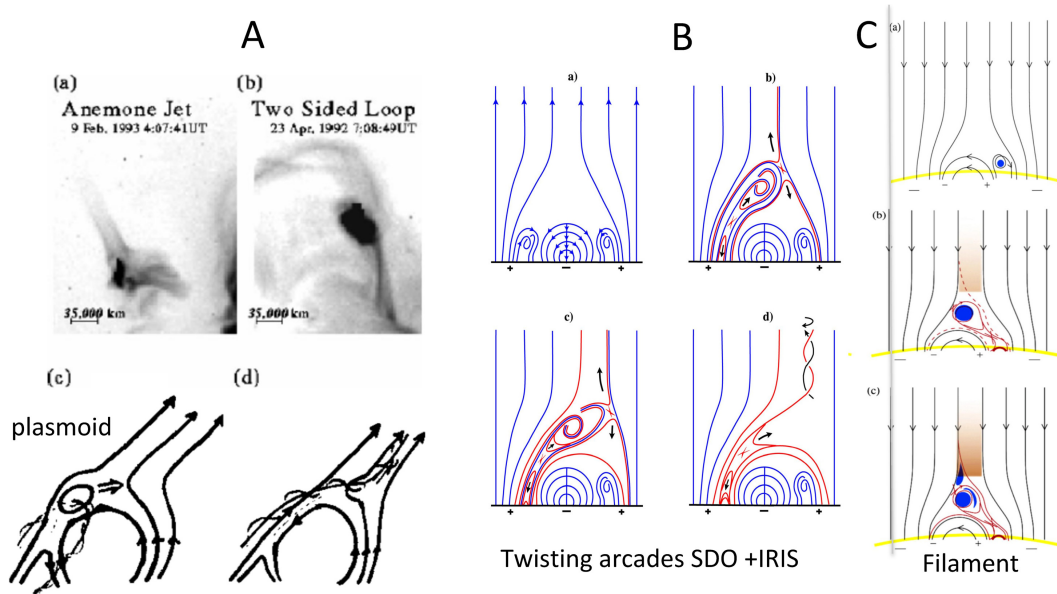 A
(a)
Anemone Jet
9 Feb. 1993 4:07:41UT
35,000 km
(b)
Two Sided Loop
23 Apr. 1992 7:08:49UT
35,000 km
(c)
plasmoid
(d)
B
a)
+
−
+
b)
+
−
+
c)
+
−
+
d)
+
−
+
Twisting arcades SDO +IRIS
C
(a)
—
−
+
—
(b)
—
−
+
—
(c)
—
−
+
—
Filament